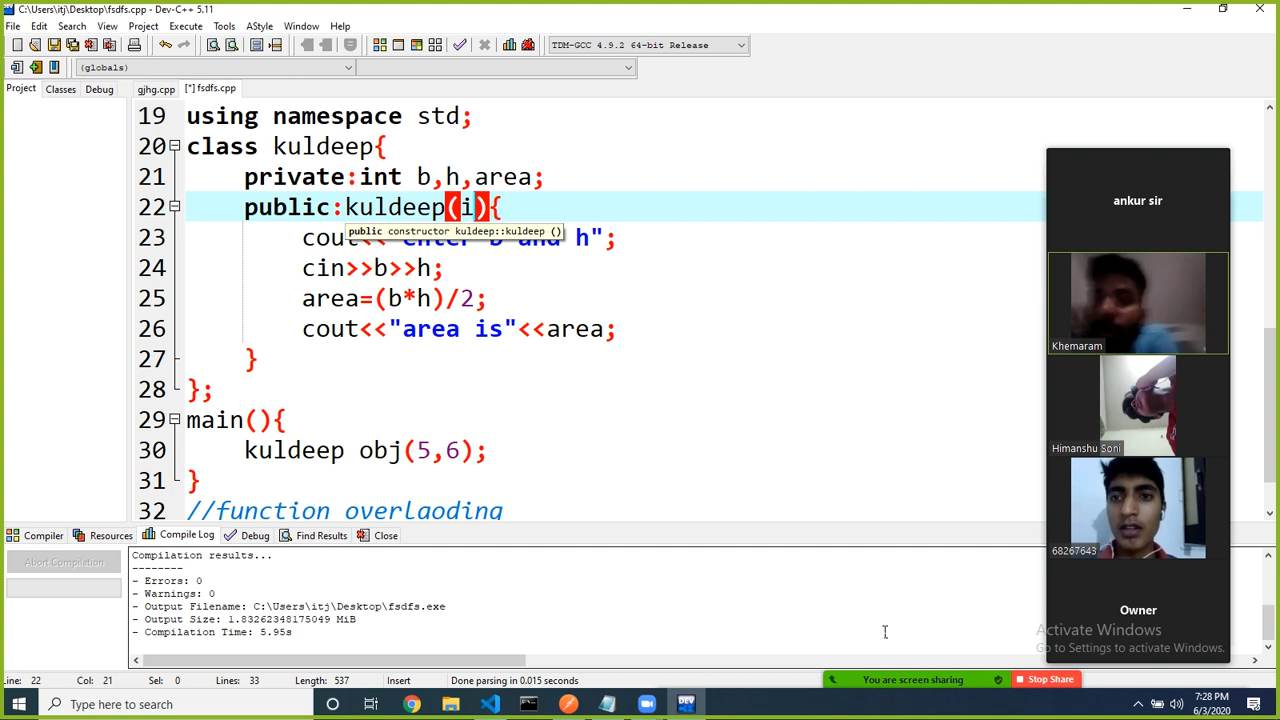 C:\Users\itj\Desktop\fsdfs.cpp - Dev-C++ 5.11
File Edit Search View Project Execute Tools AStyle Window Help
TDM-GCC 4.9.2 64-bit Release
(globals)
Project Classes Debug gjhg.cpp [*] fsdfs.cpp
19 using namespace std;
20 class kuldeep{
21 private:int b,h,area;
22 public:kuldeep(i){
public constructor kuldeep::kuldeep ()
23 cout<<"enter b and h";
24 cin>>b>>h;
25 area=(b*h)/2;
26 cout<<"area is"<<area;
27 }
28 };
29 main(){
30 kuldeep obj(5,6);
31 }
32 //function overlaoding
ankur sir
Khemaram
Himanshu Soni
68267643
Owner
Compiler Resources Compile Log Debug Find Results Close
Abort Compilation
Compilation results...
--------
- Errors: 0
- Warnings: 0
- Output Filename: C:\Users\itj\Desktop\fsdfs.exe
- Output Size: 1.83262348175049 MiB
- Compilation Time: 5.95s
Activate Windows
Go to Settings to activate Windows.
Line: 22 Col: 21 Sel: 0 Lines: 33 Length: 537 Insert Done parsing in 0.015 seconds
You are screen sharing Stop Share
Type here to search
DEV
7:28 PM
6/3/2020